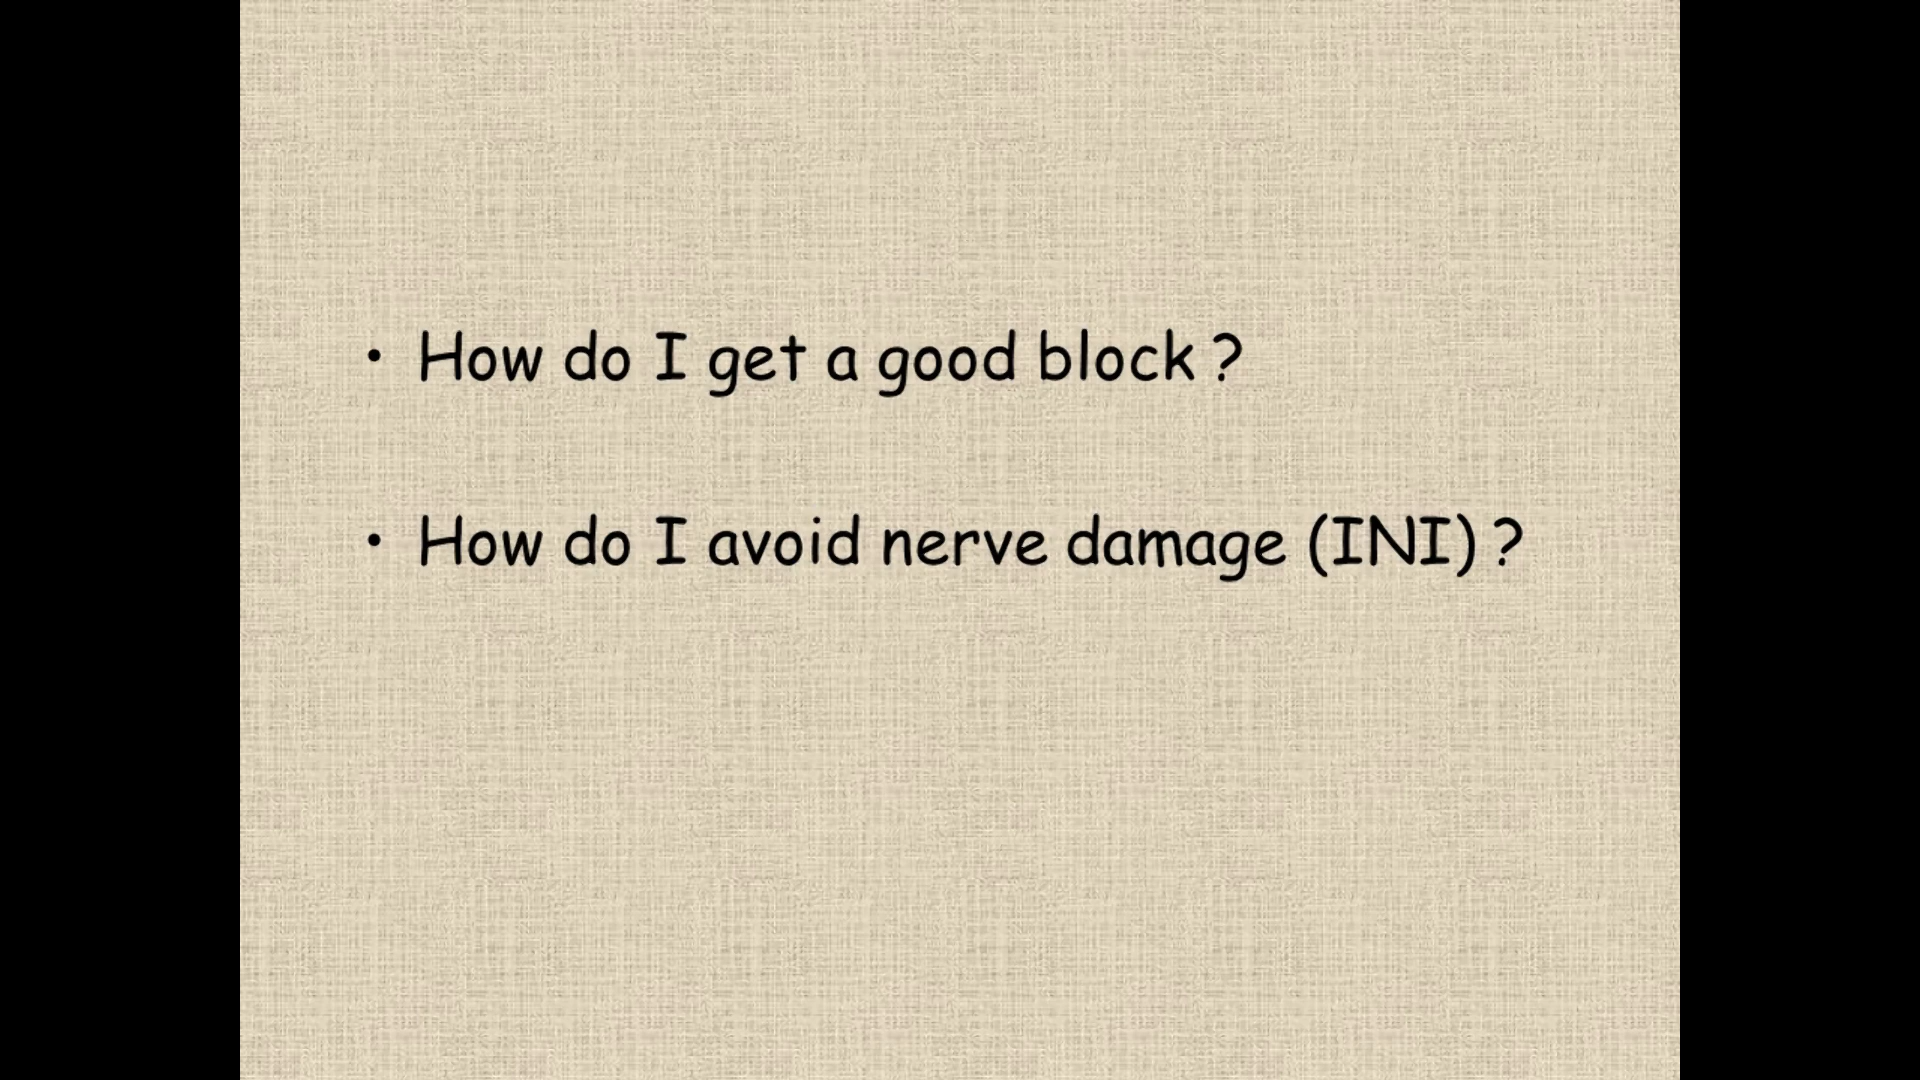 • How do I get a good block ?
• How do I avoid nerve damage (INI) ?